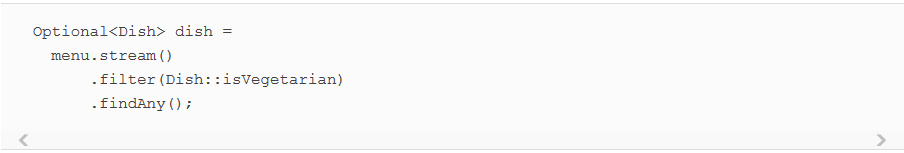 Optional<Dish> dish =
  menu.stream()
      .filter(Dish::isVegetarian)
      .findAny();